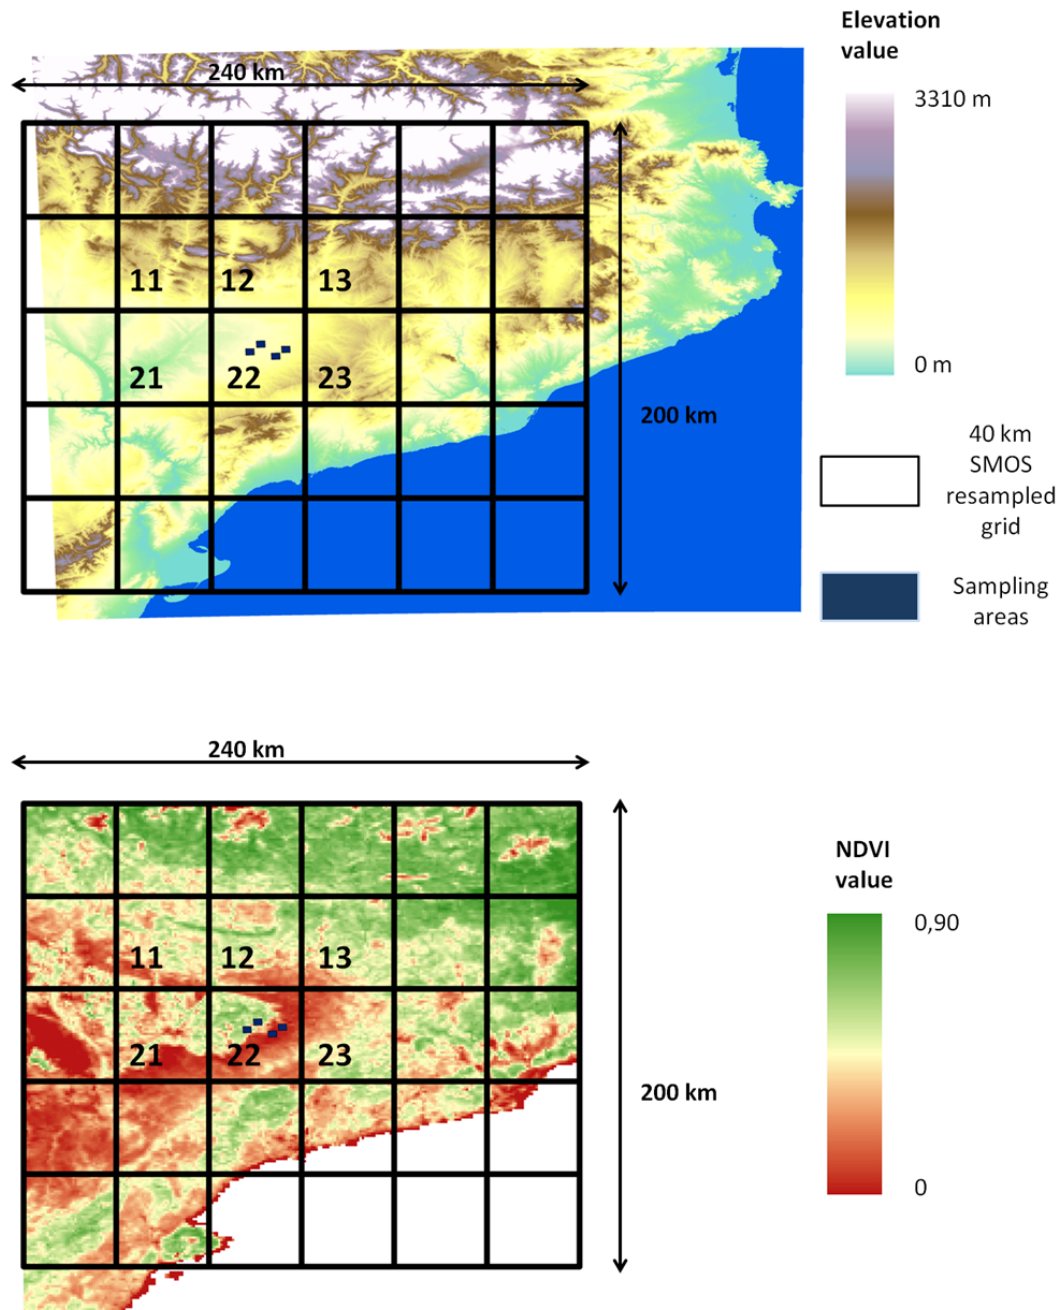 Elevation
value
240 km
3310 m
11
12
13
0 m
21
22
23
200 km
40 km
SMOS
resampled
grid
Sampling
areas
240 km
NDVI
value
0,90
11
12
13
21
22
23
200 km
0